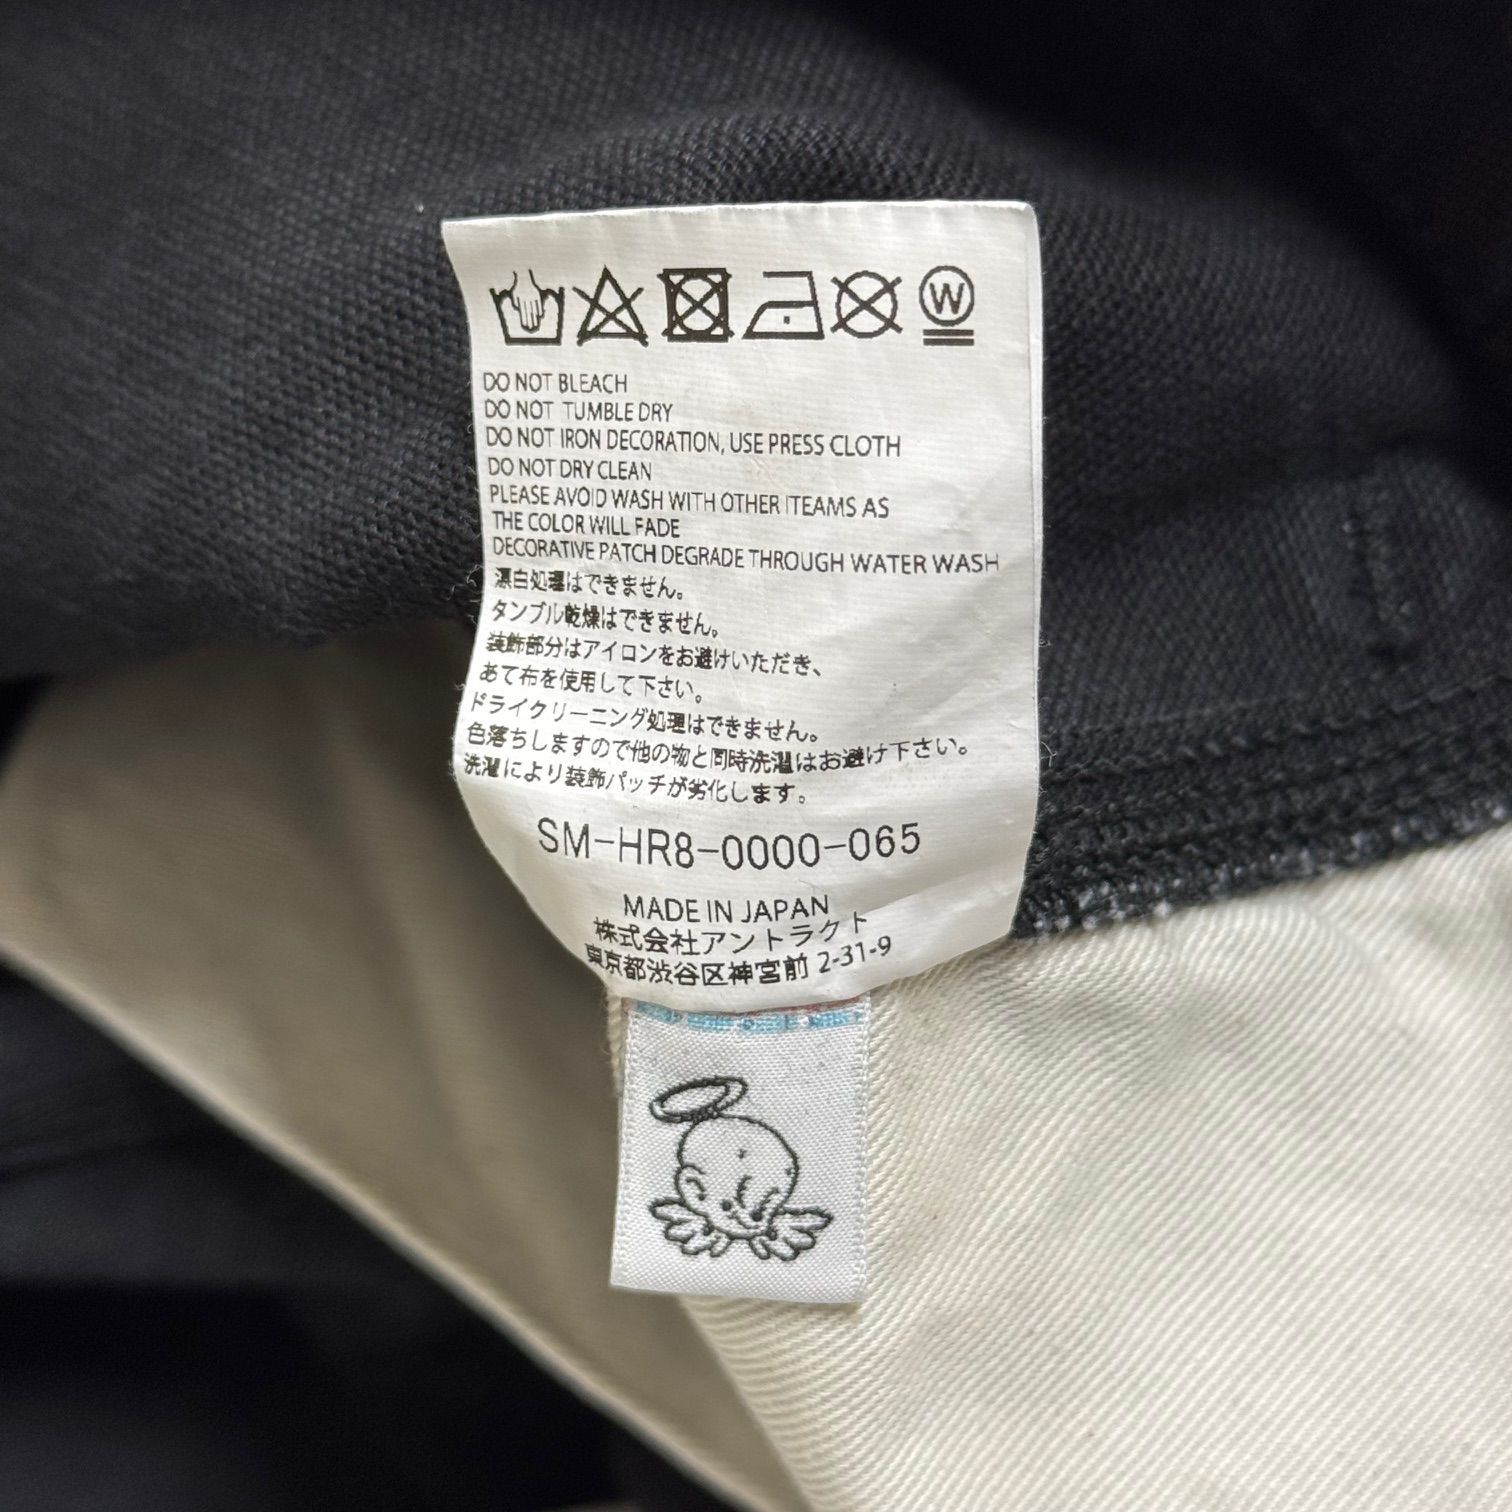 W
DO NOT BLEACH
DO NOT TUMBLE DRY
DO NOT IRON DECORATION, USE PRESS CLOTH
DO NOT DRY CLEAN
PLEASE AVOID WASH WITH OTHER ITEAMS AS
THE COLOR WILL FADE
DECORATIVE PATCH DEGRADE THROUGH WATER WASH
漂白処理はできません。
タンブル乾燥はできません。
装飾部分はアイロンをお避けいただき、
あて布を使用して下さい。
ドライクリーニング処理はできません。
色落ちしますので他の物と同時洗濯はお避け下さい。
洗濯により装飾パッチが劣化します。
SM-HR8-0000-065
MADE IN JAPAN
株式会社アントラクト
東京都渋谷区神宮前 2-31-9